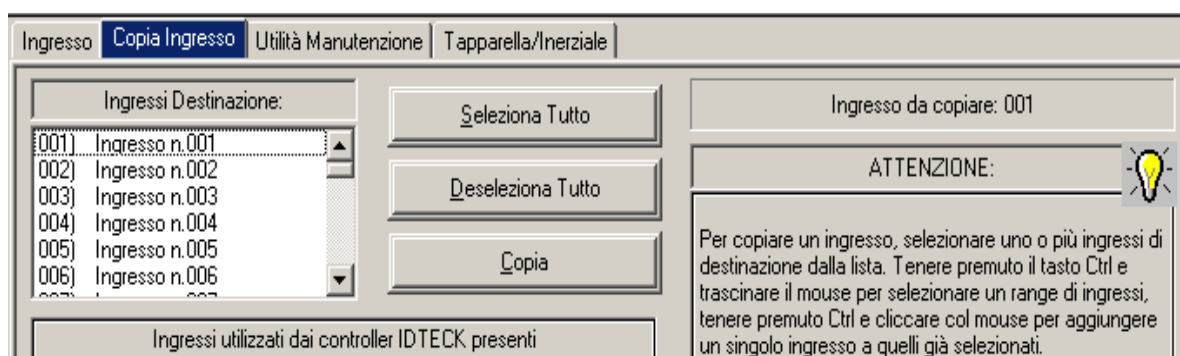 Ingresso Copia Ingresso Utilità Manutenzione Tapparella/Inerziale
Ingressi Destinazione:
001) Ingresso n.001
002) Ingresso n.002
003) Ingresso n.003
004) Ingresso n.004
005) Ingresso n.005
006) Ingresso n.006
Seleziona Tutto
Deseleziona Tutto
Copia
Ingressi utilizzati dai controller IDTECK presenti
Ingresso da copiare: 001
ATTENZIONE:
Per copiare un ingresso, selezionare uno o più ingressi di
destinazione dalla lista. Tenere premuto il tasto Ctrl e
trascinare il mouse per selezionare un range di ingressi,
tenere premuto Ctrl e cliccare col mouse per aggiungere
un singolo ingresso a quelli già selezionati.